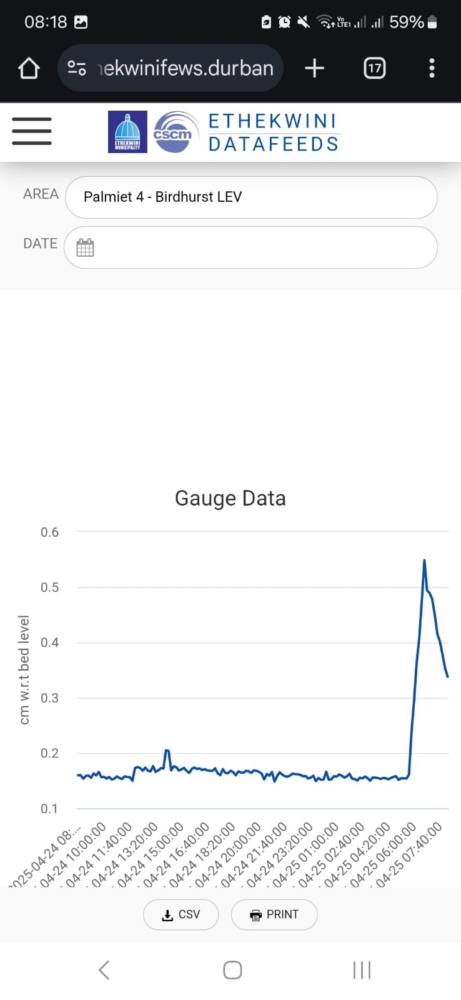 08:18 Vo LTE1 59%
ekwinifews.durban 17
ETHEKWINI MUNICIPALITY cscm ETHEKWINI DATAFEEDS
AREA Palmiet 4 - Birdhurst LEV
DATE
Gauge Data
0.6
0.5
0.4
0.3
0.2
0.1
cm w.r.t bed level
2025-04-24 08:...
04-24 10:00:00
04-24 11:40:00
04-24 13:20:00
04-24 15:00:00
04-24 16:40:00
04-24 18:20:00
04-24 20:00:00
04-24 21:40:00
04-24 23:20:00
04-25 01:00:00
04-25 02:40:00
04-25 04:20:00
04-25 06:00:00
04-25 07:40:00
CSV PRINT